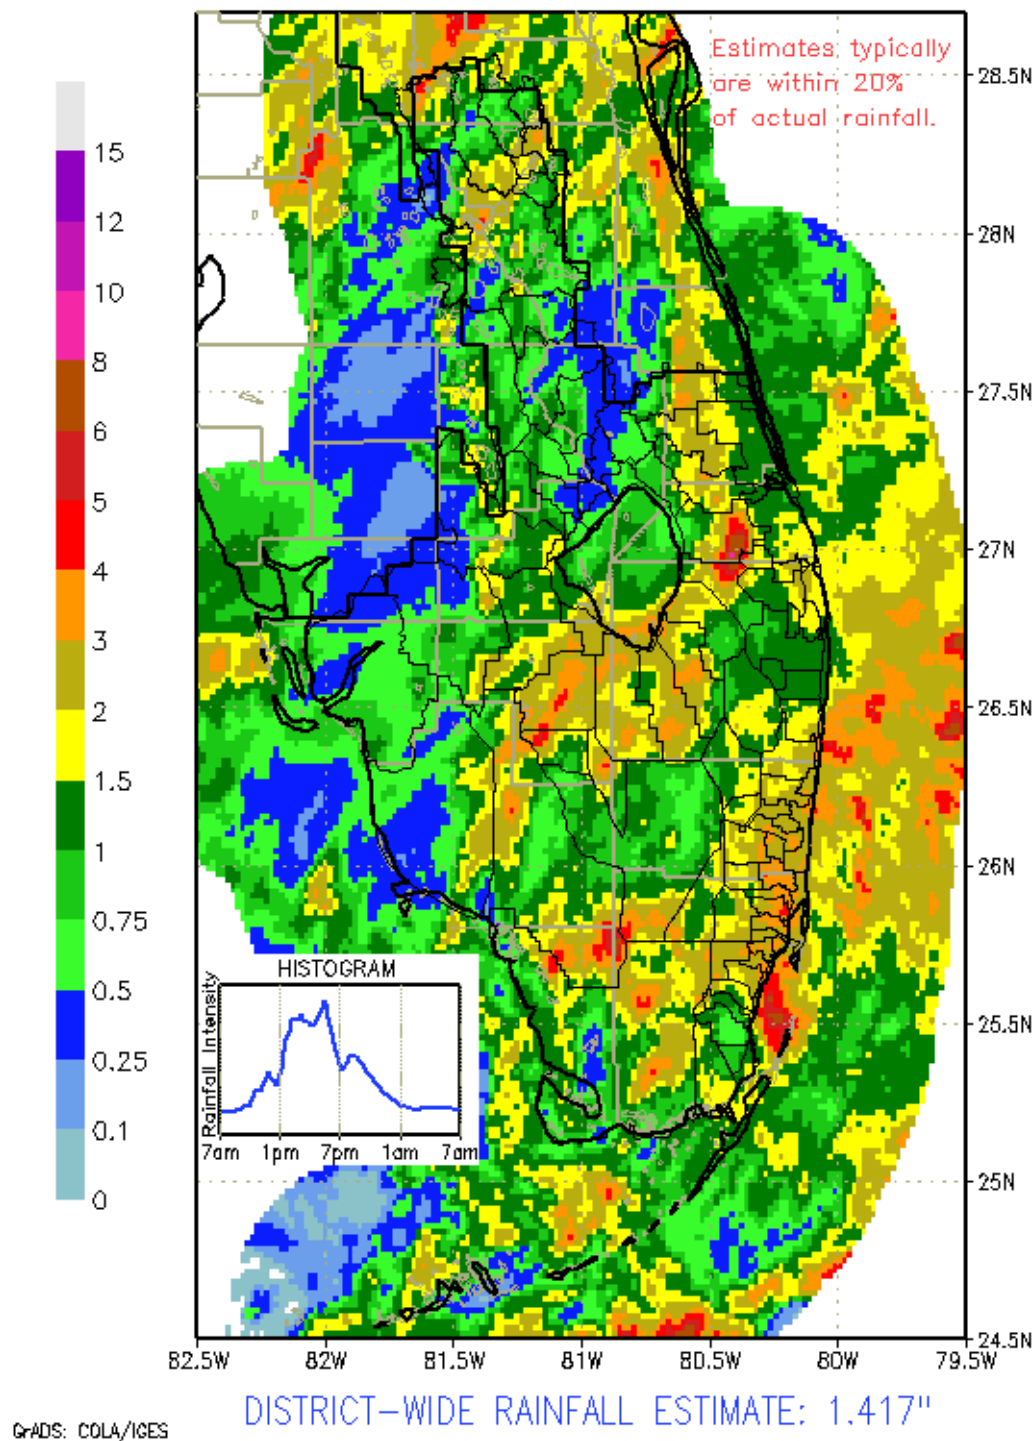 Estimates typically
are within 20%
of actual rainfall.
15
12
10
8
6
5
4
3
2
1.5
1
0.75
0.5
0.25
0.1
0
28.5N
28N
27.5N
27N
26.5N
26N
25.5N
25N
24.5N
HISTOGRAM
Rainfall Intensity
7am 1pm 7pm 1am 7am
82.5W 82W 81.5W 81W 80.5W 80W 79.5W
DISTRICT-WIDE RAINFALL ESTIMATE: 1.417"
GrADS: COLA/IGES